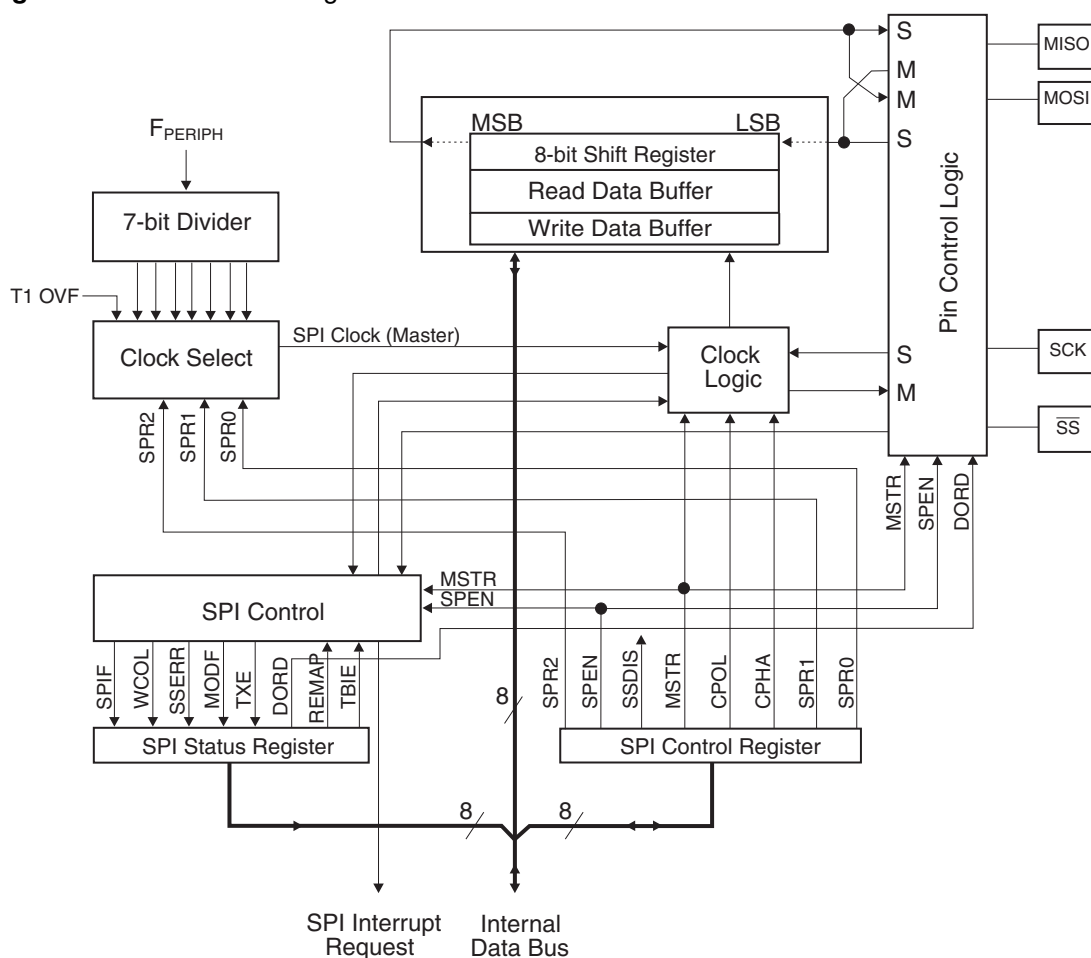 S
MISO
M
M
MOSI
MSB
LSB
S
F PERIPH
8-bit Shift Register
Read Data Buffer
Write Data Buffer
7-bit Divider
Pin Control Logic
T1 OVF
SPI Clock (Master)
Clock Select
Clock
Logic
S
SCK
M
SS
SPR2
SPR1
SPR0
MSTR
SPEN
DORD
MSTR
SPEN
SPI Control
SPIF
WCOL
SSERR
MODF
TXE
DORD
REMAP
TBIE
8
SPR2
SPEN
SSDIS
MSTR
CPOL
CPHA
SPR1
SPR0
SPI Status Register
SPI Control Register
8
8
SPI Interrupt
Request
Internal
Data Bus